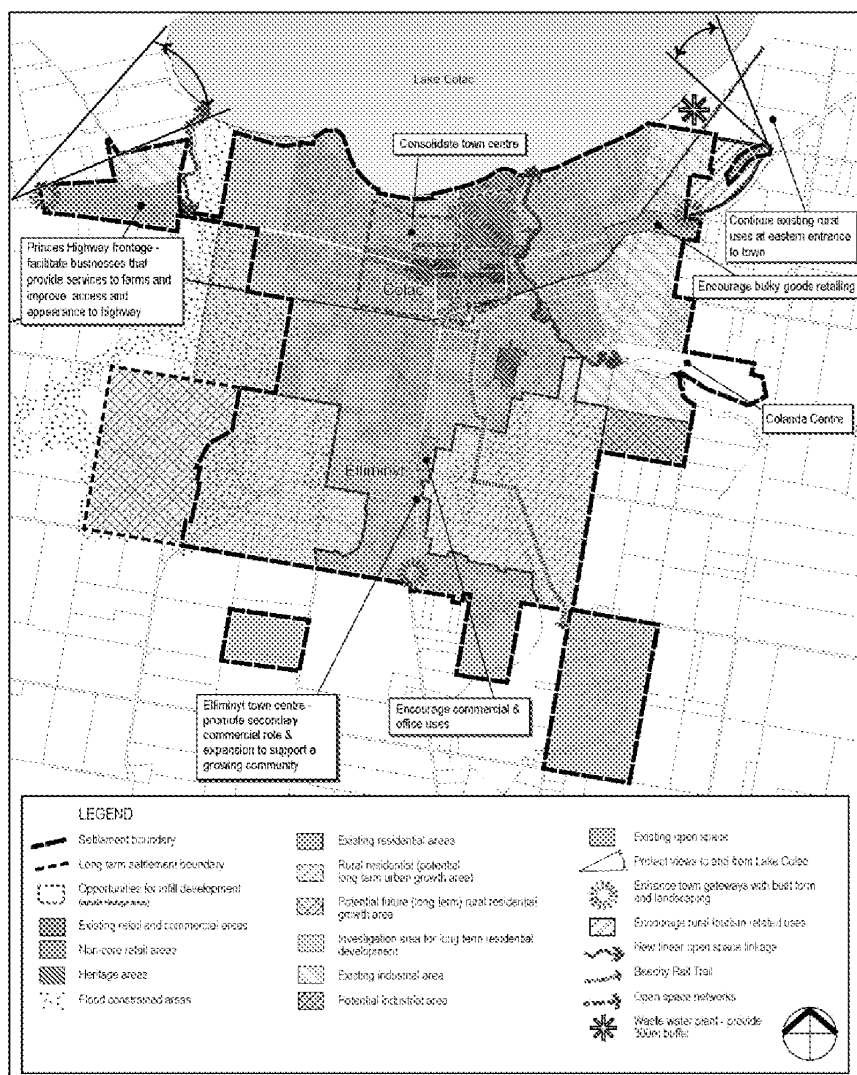 Lake Colac
Consolidate town centre
Princes Highway frontage -
facilitate businesses that
provide services to farms and
improve access and
appearance to highway
Continue existing rural
uses at eastern entrance
to town
Encourage bulky goods retailing
Colac
Colanda Centre
Elliminyt
Elliminyt town centre -
promote secondary
commercial role &
expansion to support a
growing community
Encourage commercial &
office uses
LEGEND
Settlement boundary
Long term settlement boundary
Opportunities for infill development
Existing retail and commercial areas
Non-core retail areas
Heritage areas
Flood constrained areas
Existing residential areas
Rural residential (potential
long term urban growth area)
Potential future (long term) rural residential
growth area
Investigation area for long term residential
development
Existing industrial area
Potential industrial area
Existing open space
Protect views to and from Lake Colac
Enhance town gateways with built form
and landscaping
Encourage rural tourism related uses
New linear open space linkage
Beechy Rail Trail
Open space networks
Waste water plant - provide
300m buffer